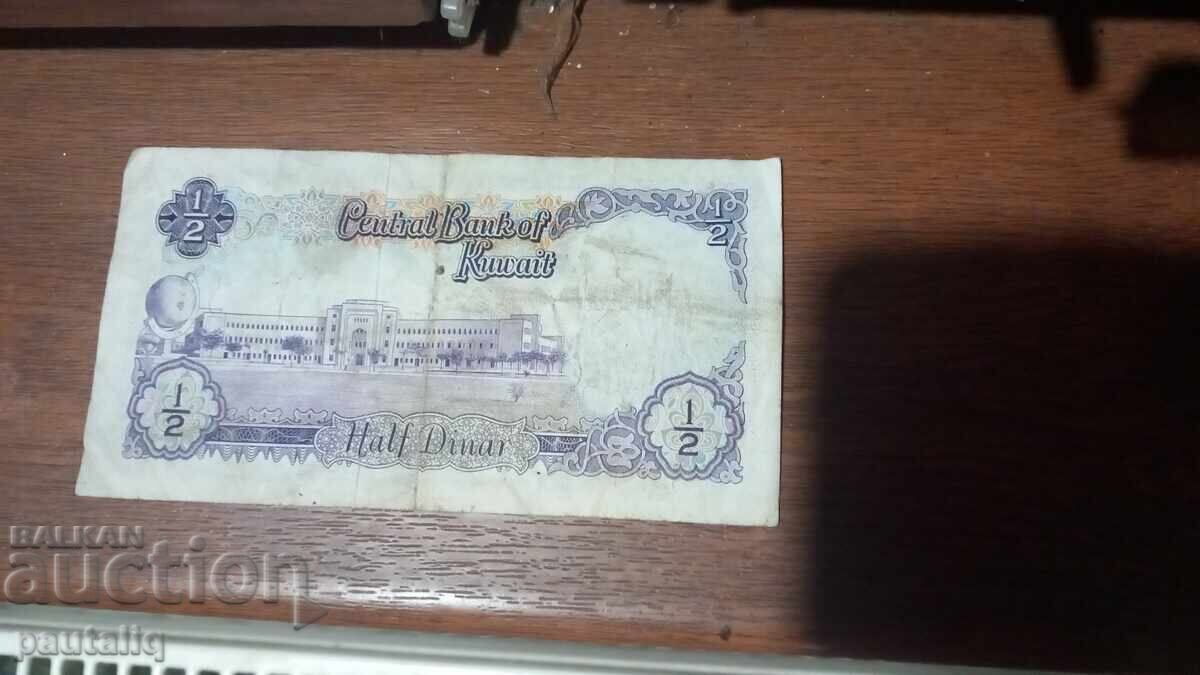 1/2
Central Bank of
Kuwait
1/2
1/2
Half Dinar
1/2
BALKAN
auction
pautaliq